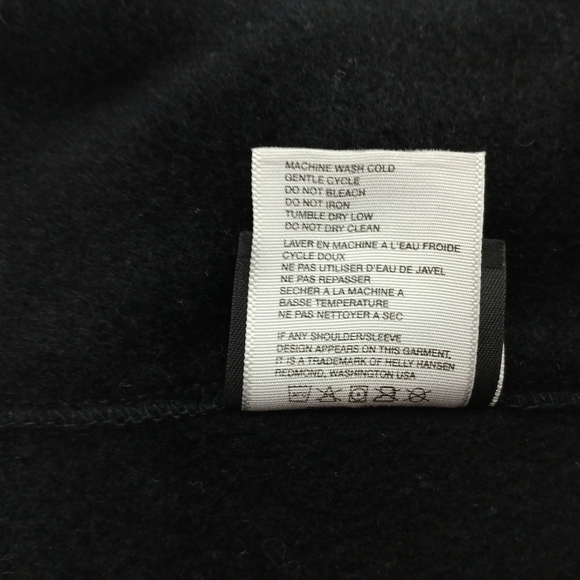 MACHINE WASH COLD
GENTLE CYCLE
DO NOT BLEACH
DO NOT IRON
TUMBLE DRY LOW
DO NOT DRY CLEAN
LAVER EN MACHINE A L'EAU FROIDE
CYCLE DOUX
NE PAS UTILISER D'EAU DE JAVEL
NE PAS REPASSER
SECHER A LA MACHINE A
BASSE TEMPERATURE
NE PAS NETTOYER A SEC
IF ANY SHOULDER/SLEEVE
DESIGN APPEARS ON THIS GARMENT,
IT IS A TRADEMARK OF HELLY HANSEN
REDMOND, WASHINGTON USA